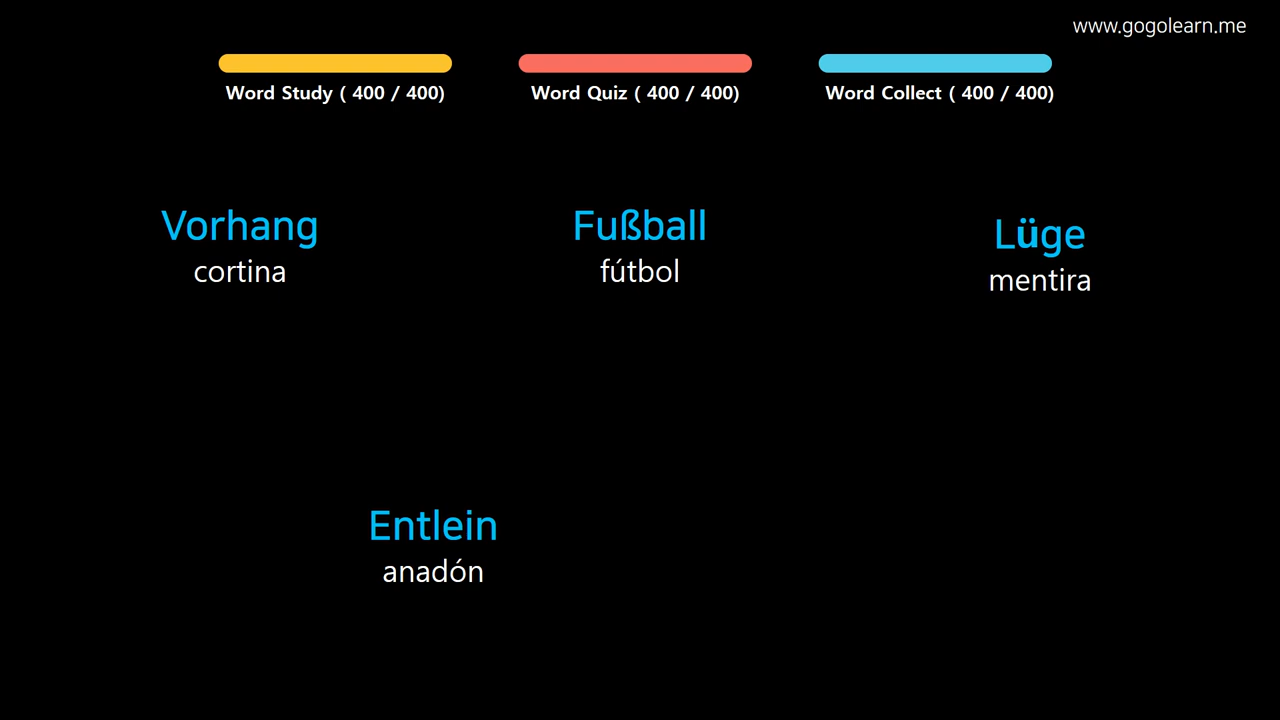 www.gogolearn.me
Word Study ( 400 / 400)
Word Quiz ( 400 / 400)
Word Collect ( 400 / 400)
Vorhang
cortina
Fußball
fútbol
Lüge
mentira
Entlein
anadón